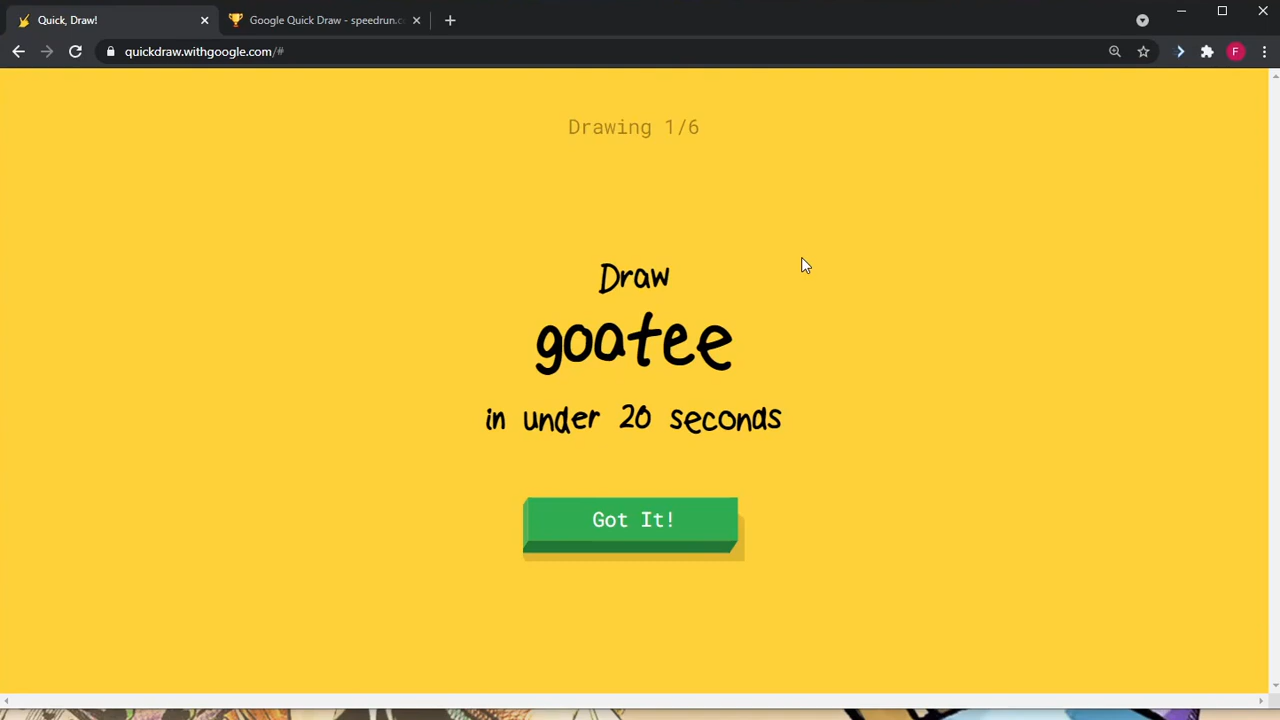 Quick, Draw!
Google Quick Draw - speedrun.c
quickdraw.withgoogle.com/#
F
Drawing 1/6
Draw
goatee
in under 20 seconds
Got It!